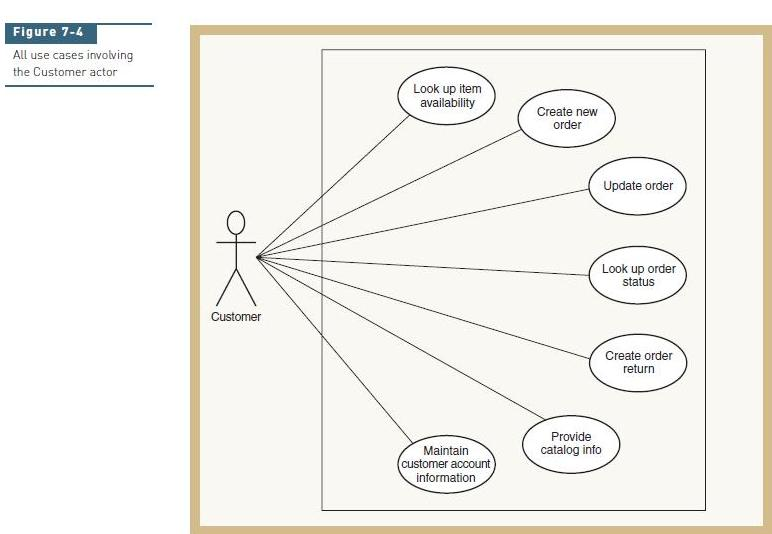 Figure 7-4
All use cases involving
the Customer actor
Look up item
availability
Create new
order
Update order
Look up order
status
Customer
Create order
return
Provide
catalog info
Maintain
customer account
information